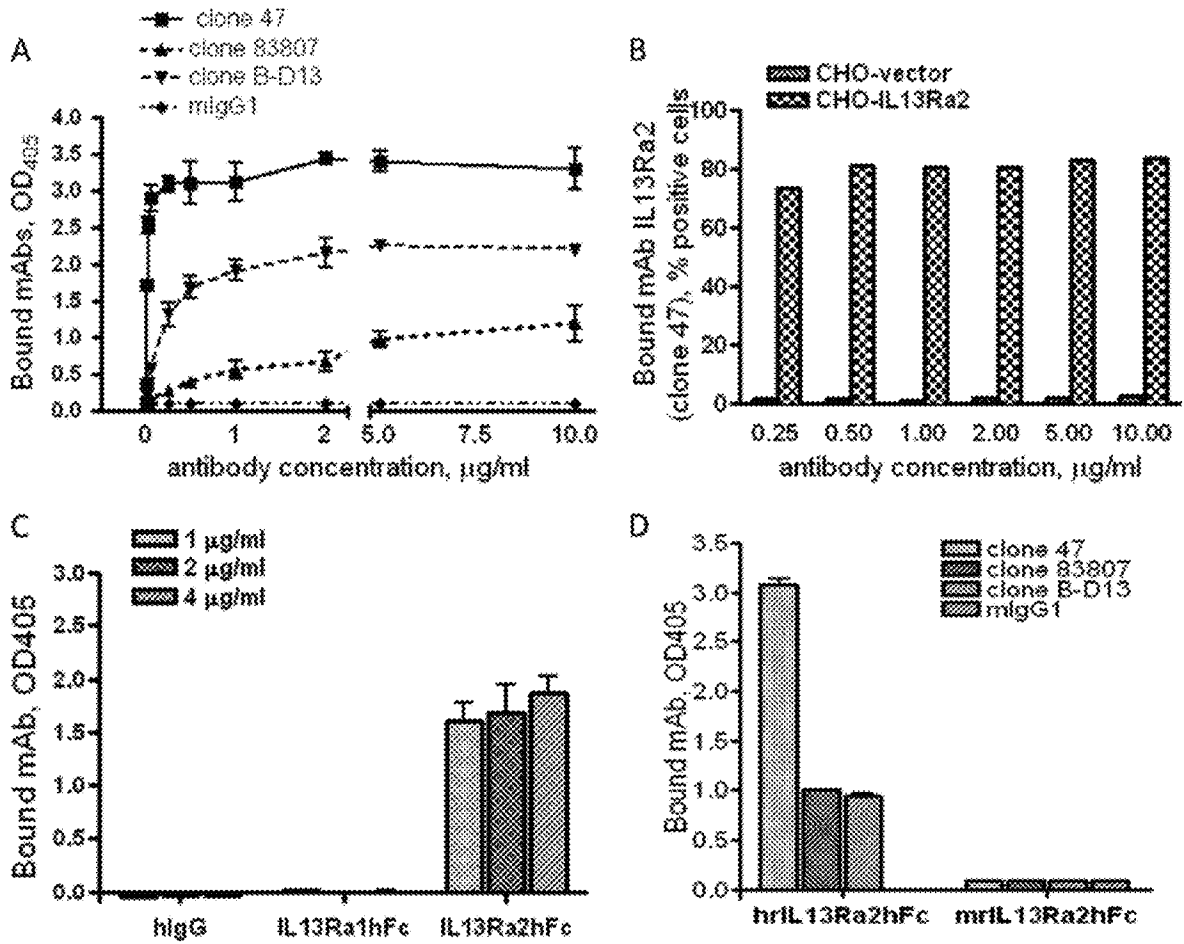 A
clone 47
clone 83807
clone B-D13
mIgG1
Bound mAbs, OD405
4.0
3.5
3.0
2.5
2.0
1.5
1.0
0.5
0.0
0 1 2 5.0 7.5 10.0
antibody concentration, µg/ml
B
CHO-vector
CHO-IL13Ra2
Bound mAb IL13Ra2
(clone 47), % positive cells
100
80
60
40
20
0
0.25 0.50 1.00 2.00 5.00 10.00
antibody concentration, µg/ml
C
1 µg/ml
2 µg/ml
4 µg/ml
Bound mAb, OD405
3.0
2.5
2.0
1.5
1.0
0.5
0.0
hIgG IL13Ra1hFc IL13Ra2hFc
D
clone 47
clone 83807
clone B-D13
mIgG1
Bound mAb, OD405
3.5
3.0
2.5
2.0
1.5
1.0
0.5
0.0
hrIL13Ra2hFc mrIL13Ra2hFc